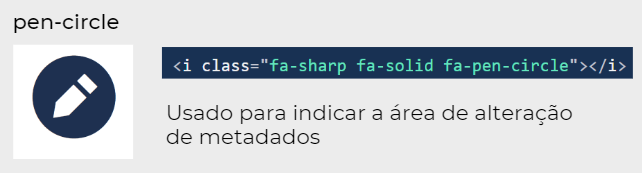 pen-circle
<i class="fa-sharp fa-solid fa-pen-circle"></i>
Usado para indicar a área de alteração
de metadados